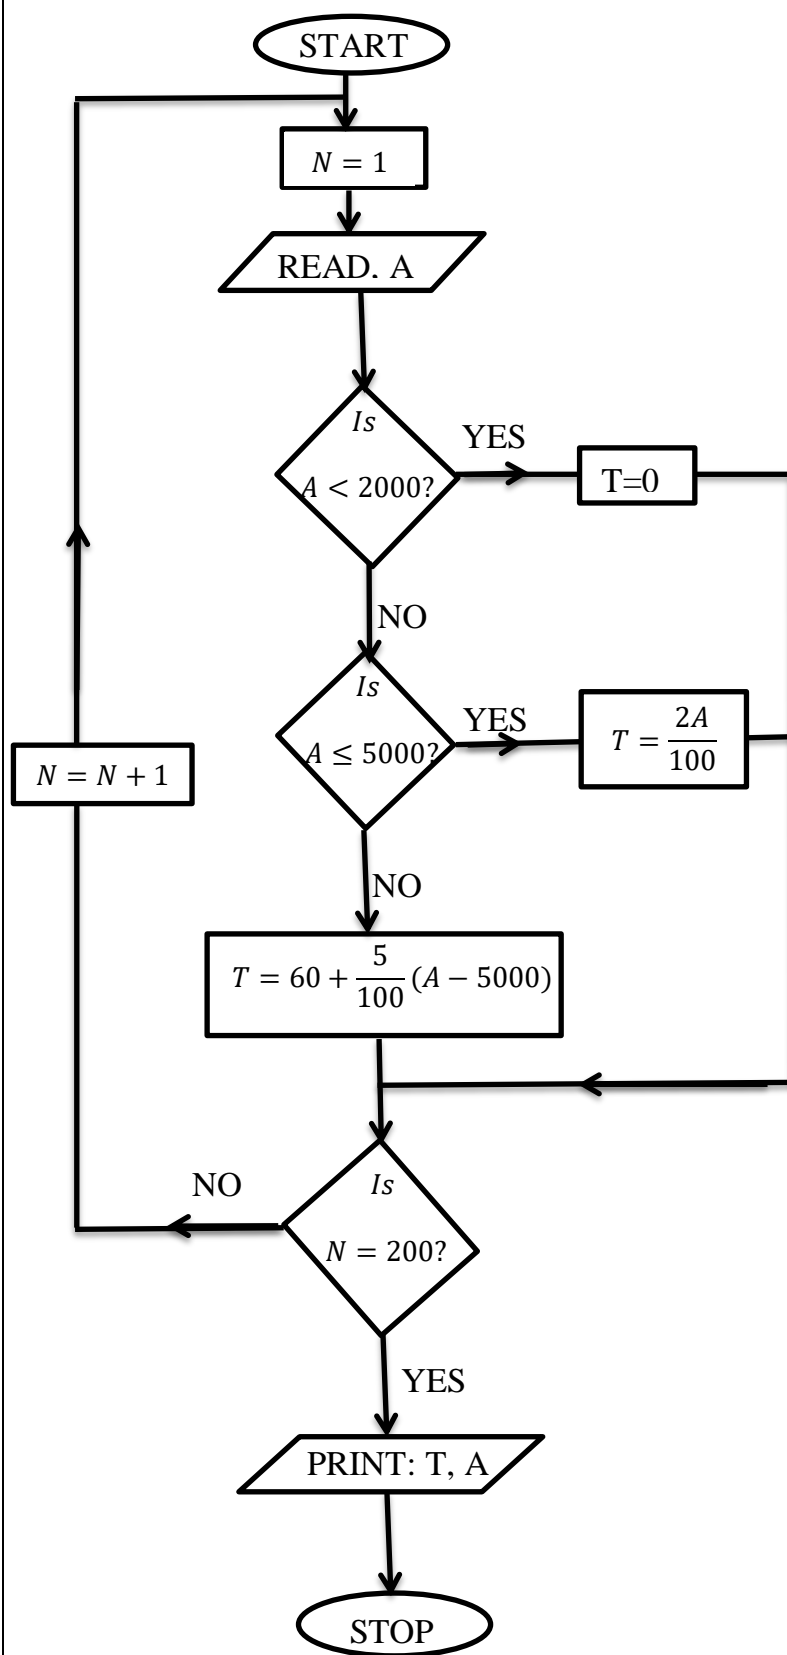 START
N = 1
READ. A
Is
A < 2000?
YES
T=0
NO
Is
A ≤ 5000?
YES
T = 2A/100
N = N + 1
NO
T = 60 + 5/100 (A − 5000)
NO
Is
N = 200?
YES
PRINT: T, A
STOP